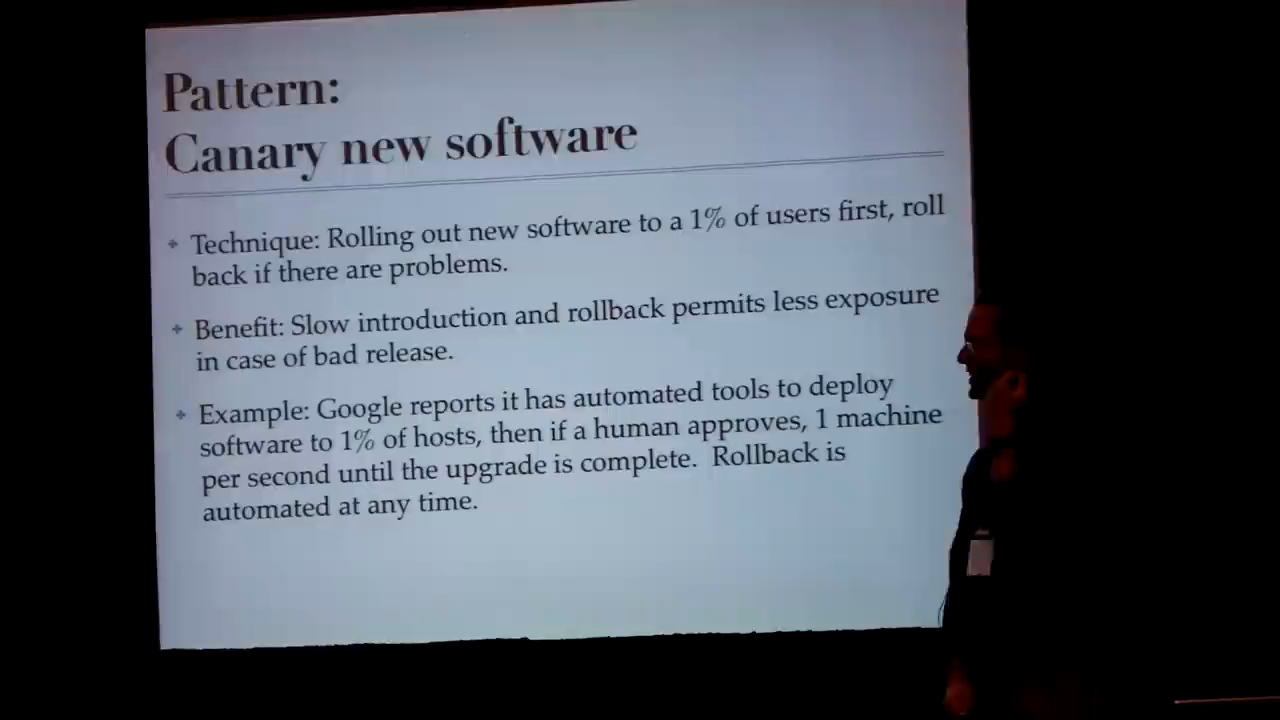 Pattern:
Canary new software
Technique: Rolling out new software to a 1% of users first, roll
back if there are problems.
Benefit: Slow introduction and rollback permits less exposure
in case of bad release.
Example: Google reports it has automated tools to deploy
software to 1% of hosts, then if a human approves, 1 machine
per second until the upgrade is complete. Rollback is
automated at any time.